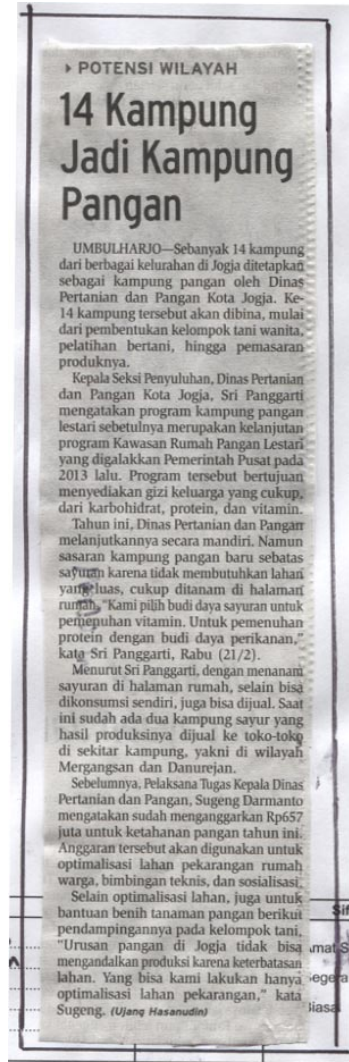 POTENSI WILAYAH
14 Kampung
Jadi Kampung
Pangan
UMBULHARJO—Sebanyak 14 kampung
dari berbagai kelurahan di Jogja ditetapkan
sebagai kampung pangan oleh Dinas
Pertanian dan Pangan Kota Jogja. Ke-
14 kampung tersebut akan dibina, mulai
dari pembentukan kelompok tani wanita,
pelatihan bertani, hingga pemasaran
produknya.
Kepala Seksi Penyuluhan, Dinas Pertanian
dan Pangan Kota Jogja, Sri Panggarti
mengatakan program kampung pangan
lestari sebetulnya merupakan kelanjutan
program Kawasan Rumah Pangan Lestari
yang digalakkan Pemerintah Pusat pada
2013 lalu. Program tersebut bertujuan
menyediakan gizi keluarga yang cukup,
dari karbohidrat, protein, dan vitamin.
Tahun ini, Dinas Pertanian dan Pangan
melanjutkannya secara mandiri. Namun
sasaran kampung pangan baru sebatas
sayuran karena tidak membutuhkan lahan
yang luas, cukup ditanam di halaman
rumah. “Kami pilih budi daya sayuran untuk
pemenuhan vitamin. Untuk pemenuhan
protein dengan budi daya perikanan,”
kata Sri Panggarti, Rabu (21/2).
Menurut Sri Panggarti, dengan menanam
sayuran di halaman rumah, selain bisa
dikonsumsi sendiri, juga bisa dijual. Saat
ini sudah ada dua kampung sayur yang
hasil produksinya dijual ke toko-toko
di sekitar kampung, yakni di wilayah
Mergangsan dan Danurejan.
Sebelumnya, Pelaksana Tugas Kepala Dinas
Pertanian dan Pangan, Sugeng Darmanto
mengatakan sudah menganggarkan Rp657
juta untuk ketahanan pangan tahun ini.
Anggaran tersebut akan digunakan untuk
optimalisasi lahan pekarangan rumah
warga, bimbingan teknis, dan sosialisasi.
Selain optimalisasi lahan, juga untuk
bantuan benih tanaman pangan berikut
pendampingannya pada kelompok tani.
“Urusan pangan di Jogja tidak bisa
mengandalkan produksi karena keterbatasan
lahan. Yang bisa kami lakukan hanya
optimalisasi lahan pekarangan,” kata
Sugeng. (Ujang Hasanudin)